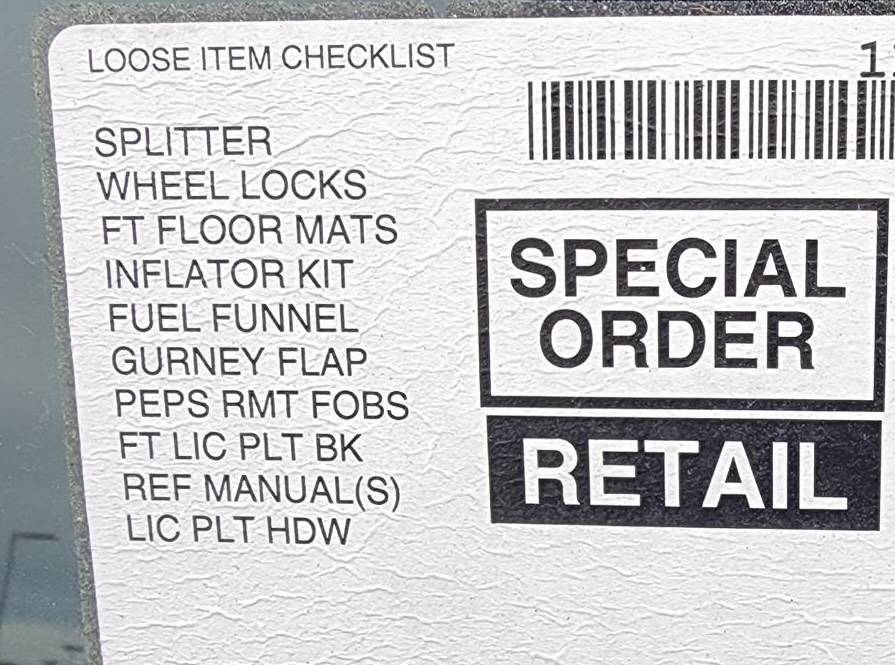 LOOSE ITEM CHECKLIST
SPLITTER
WHEEL LOCKS
FT FLOOR MATS
INFLATOR KIT
FUEL FUNNEL
GURNEY FLAP
PEPS RMT FOBS
FT LIC PLT BK
REF MANUAL(S)
LIC PLT HDW
SPECIAL
ORDER
RETAIL